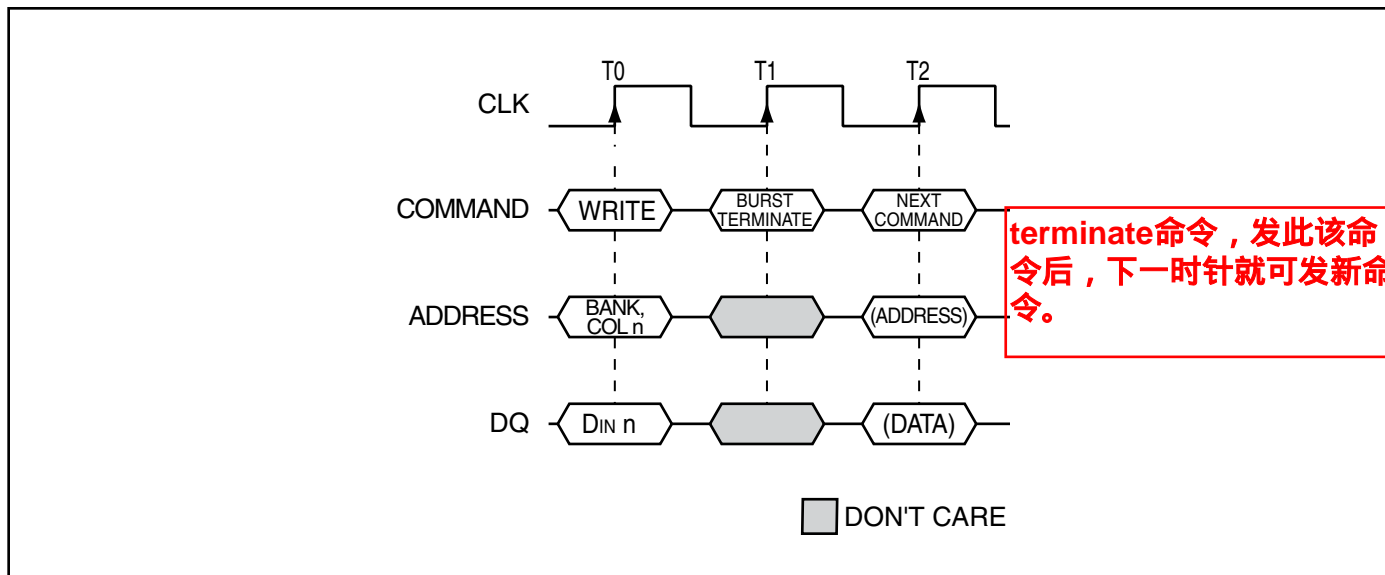 T0 T1 T2
CLK
COMMAND WRITE BURST TERMINATE NEXT COMMAND
terminate命令，发此该命
令后，下一时针就可发新命
令。
ADDRESS BANK, COL n (ADDRESS)
DQ DIN n (DATA)
DON'T CARE